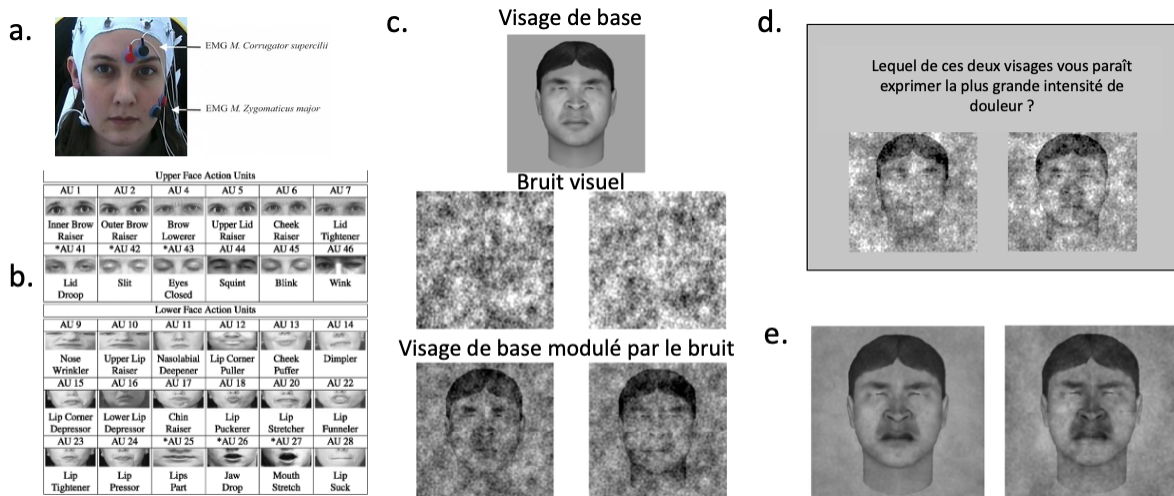 a.
EMG M. Corrugator supercilii
EMG M. Zygomaticus major
b.
Upper Face Action Units
AU 1 AU 2 AU 4 AU 5 AU 6 AU 7
Inner Brow Outer Brow Brow Upper Lid Cheek Lid
Raiser Raiser Lowerer Raiser Raiser Tightener
*AU 41 *AU 42 *AU 43 AU 44 AU 45 AU 46
Lid Slit Eyes Squint Blink Wink
Droop Closed
Lower Face Action Units
AU 9 AU 10 AU 11 AU 12 AU 13 AU 14
Nose Upper Lip Nasolabial Lip Corner Cheek Dimpler
Wrinkler Raiser Deepener Puller Puffer
AU 15 AU 16 AU 17 AU 18 AU 20 AU 22
Lip Corner Lower Lip Chin Lip Lip Lip
Depressor Depressor Raiser Puckerer Stretcher Funneler
AU 23 AU 24 *AU 25 *AU 26 *AU 27 AU 28
Lip Lip Lips Jaw Mouth Lip
Tightener Pressor Part Drop Stretch Suck
c.
Visage de base
Bruit visuel
Visage de base modulé par le bruit
d.
Lequel de ces deux visages vous paraît
exprimer la plus grande intensité de
douleur ?
e.